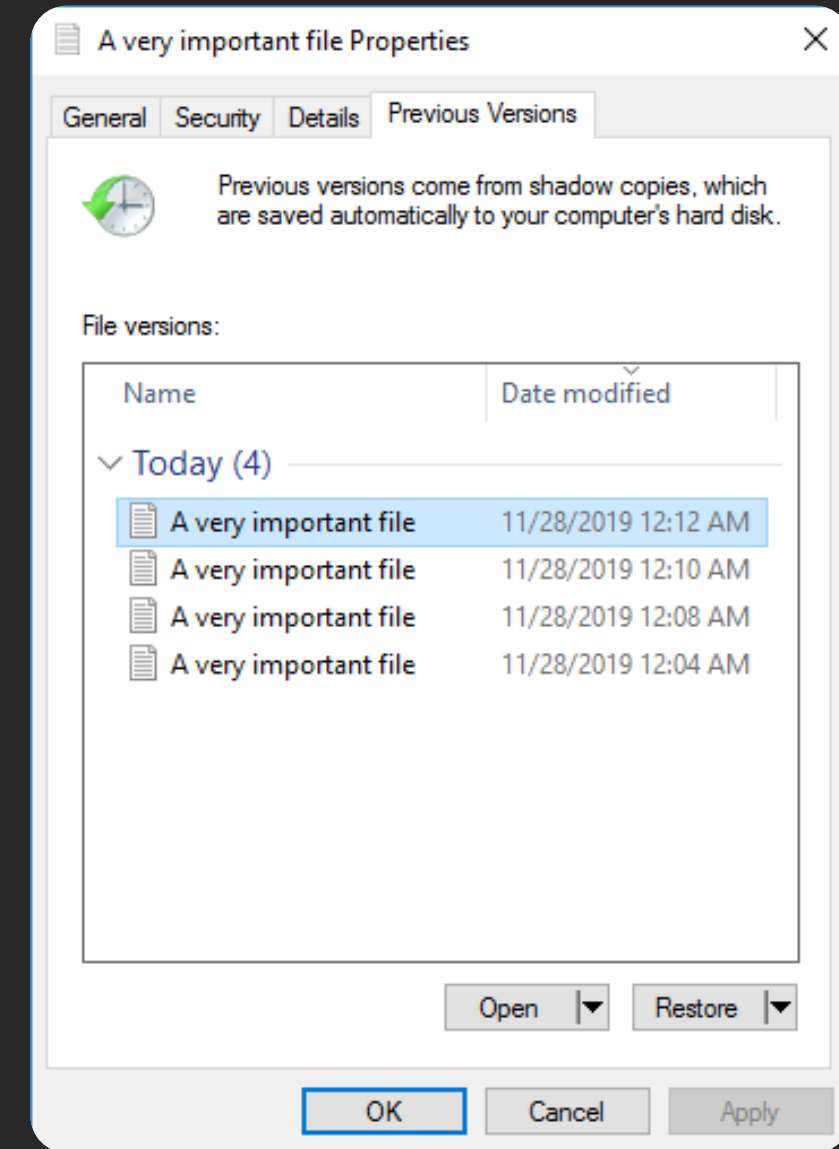 A very important file Properties
General Security Details Previous Versions
Previous versions come from shadow copies, which
are saved automatically to your computer's hard disk.
File versions:
Name Date modified
Today (4)
A very important file 11/28/2019 12:12 AM
A very important file 11/28/2019 12:10 AM
A very important file 11/28/2019 12:08 AM
A very important file 11/28/2019 12:04 AM
Open Restore
OK Cancel Apply